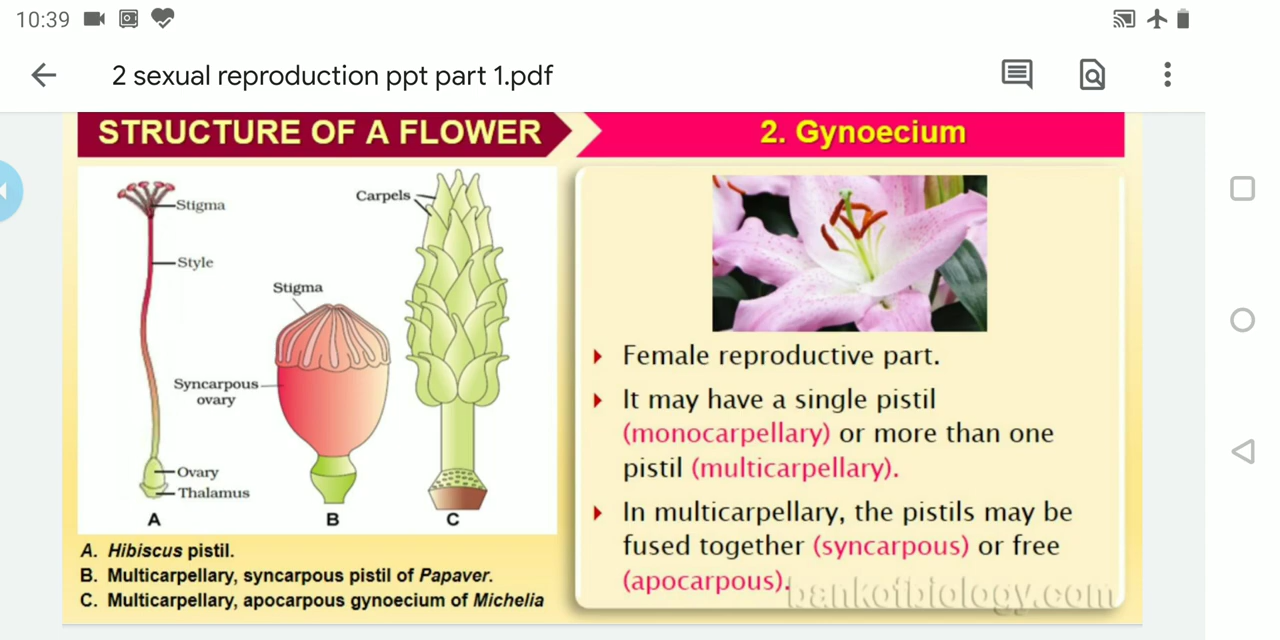 10:39
2 sexual reproduction ppt part 1.pdf
STRUCTURE OF A FLOWER
2. Gynoecium
Stigma
Style
Ovary
Thalamus
A
Stigma
Syncarpous
ovary
B
Carpels
C
A. Hibiscus pistil.
B. Multicarpellary, syncarpous pistil of Papaver.
C. Multicarpellary, apocarpous gynoecium of Michelia
Female reproductive part.
It may have a single pistil
(monocarpellary) or more than one
pistil (multicarpellary).
In multicarpellary, the pistils may be
fused together (syncarpous) or free
(apocarpous).
bankofbiology.com